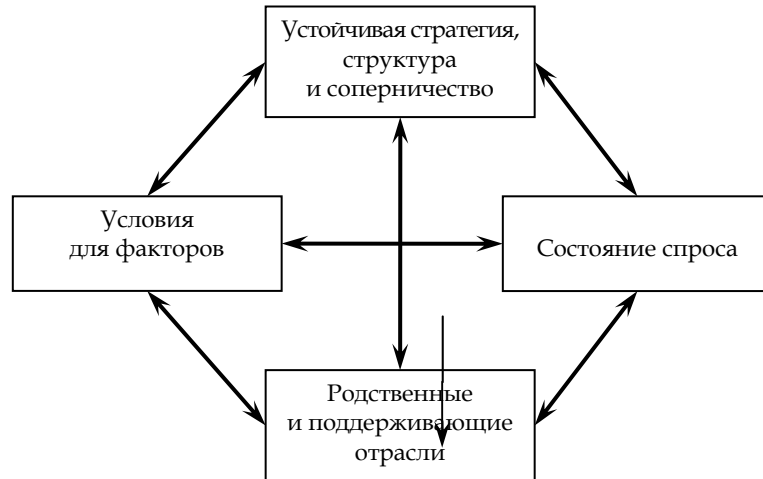 Устойчивая стратегия,
структура
и соперничество
Условия
для факторов
Состояние спроса
Родственные
и поддерживающие
отрасли